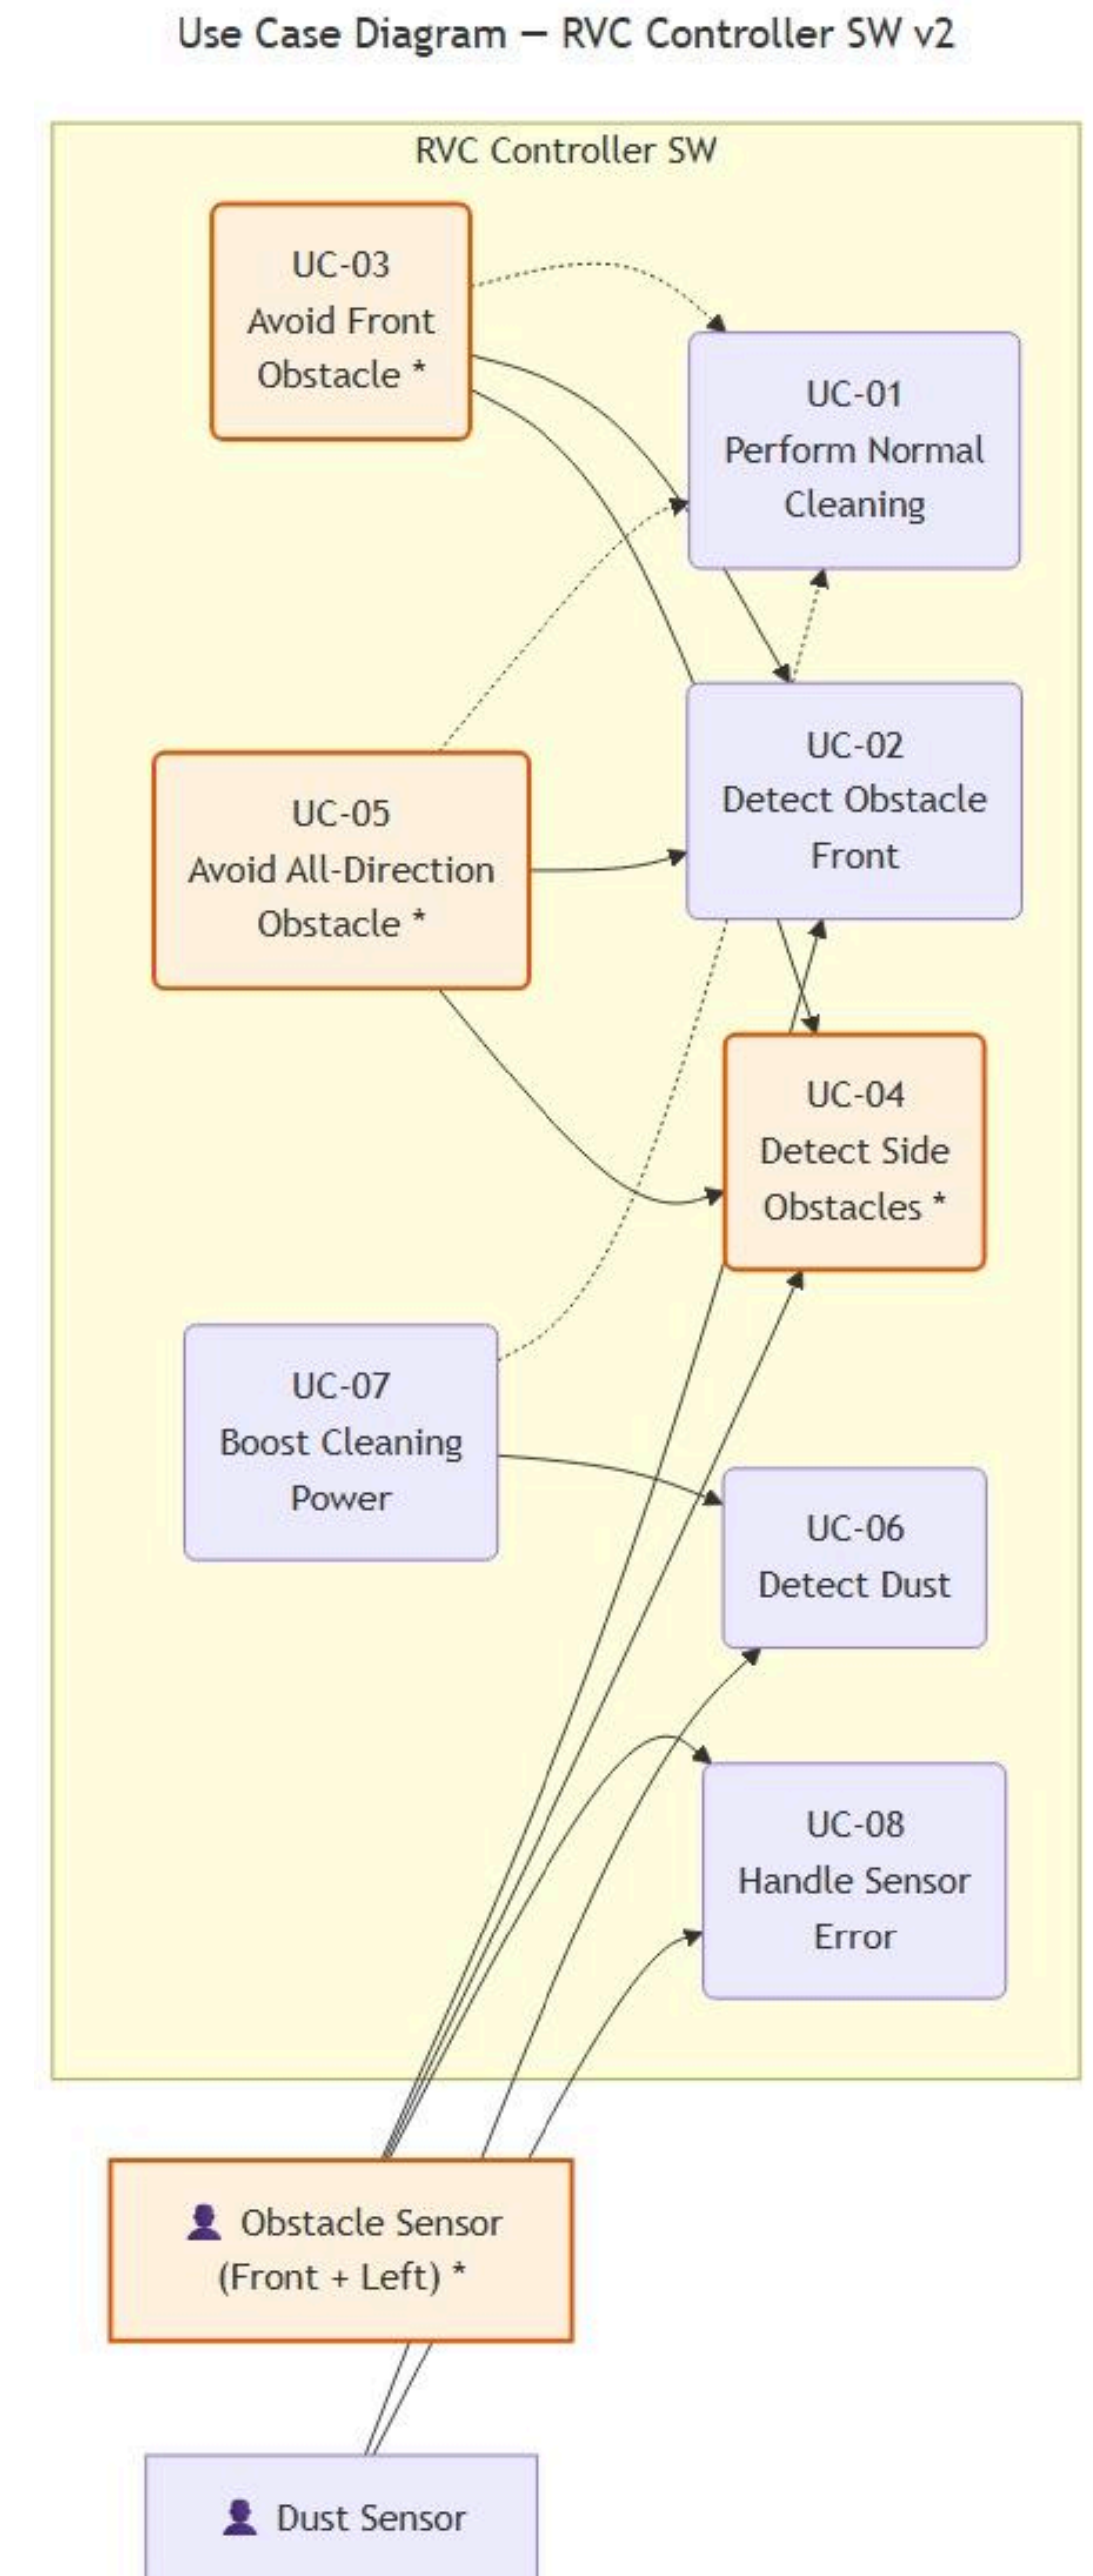 Use Case Diagram — RVC Controller SW v2
RVC Controller SW
UC-03
Avoid Front
Obstacle *
UC-01
Perform Normal
Cleaning
UC-02
Detect Obstacle
Front
UC-05
Avoid All-Direction
Obstacle *
UC-04
Detect Side
Obstacles *
UC-07
Boost Cleaning
Power
UC-06
Detect Dust
UC-08
Handle Sensor
Error
Obstacle Sensor
(Front + Left) *
Dust Sensor